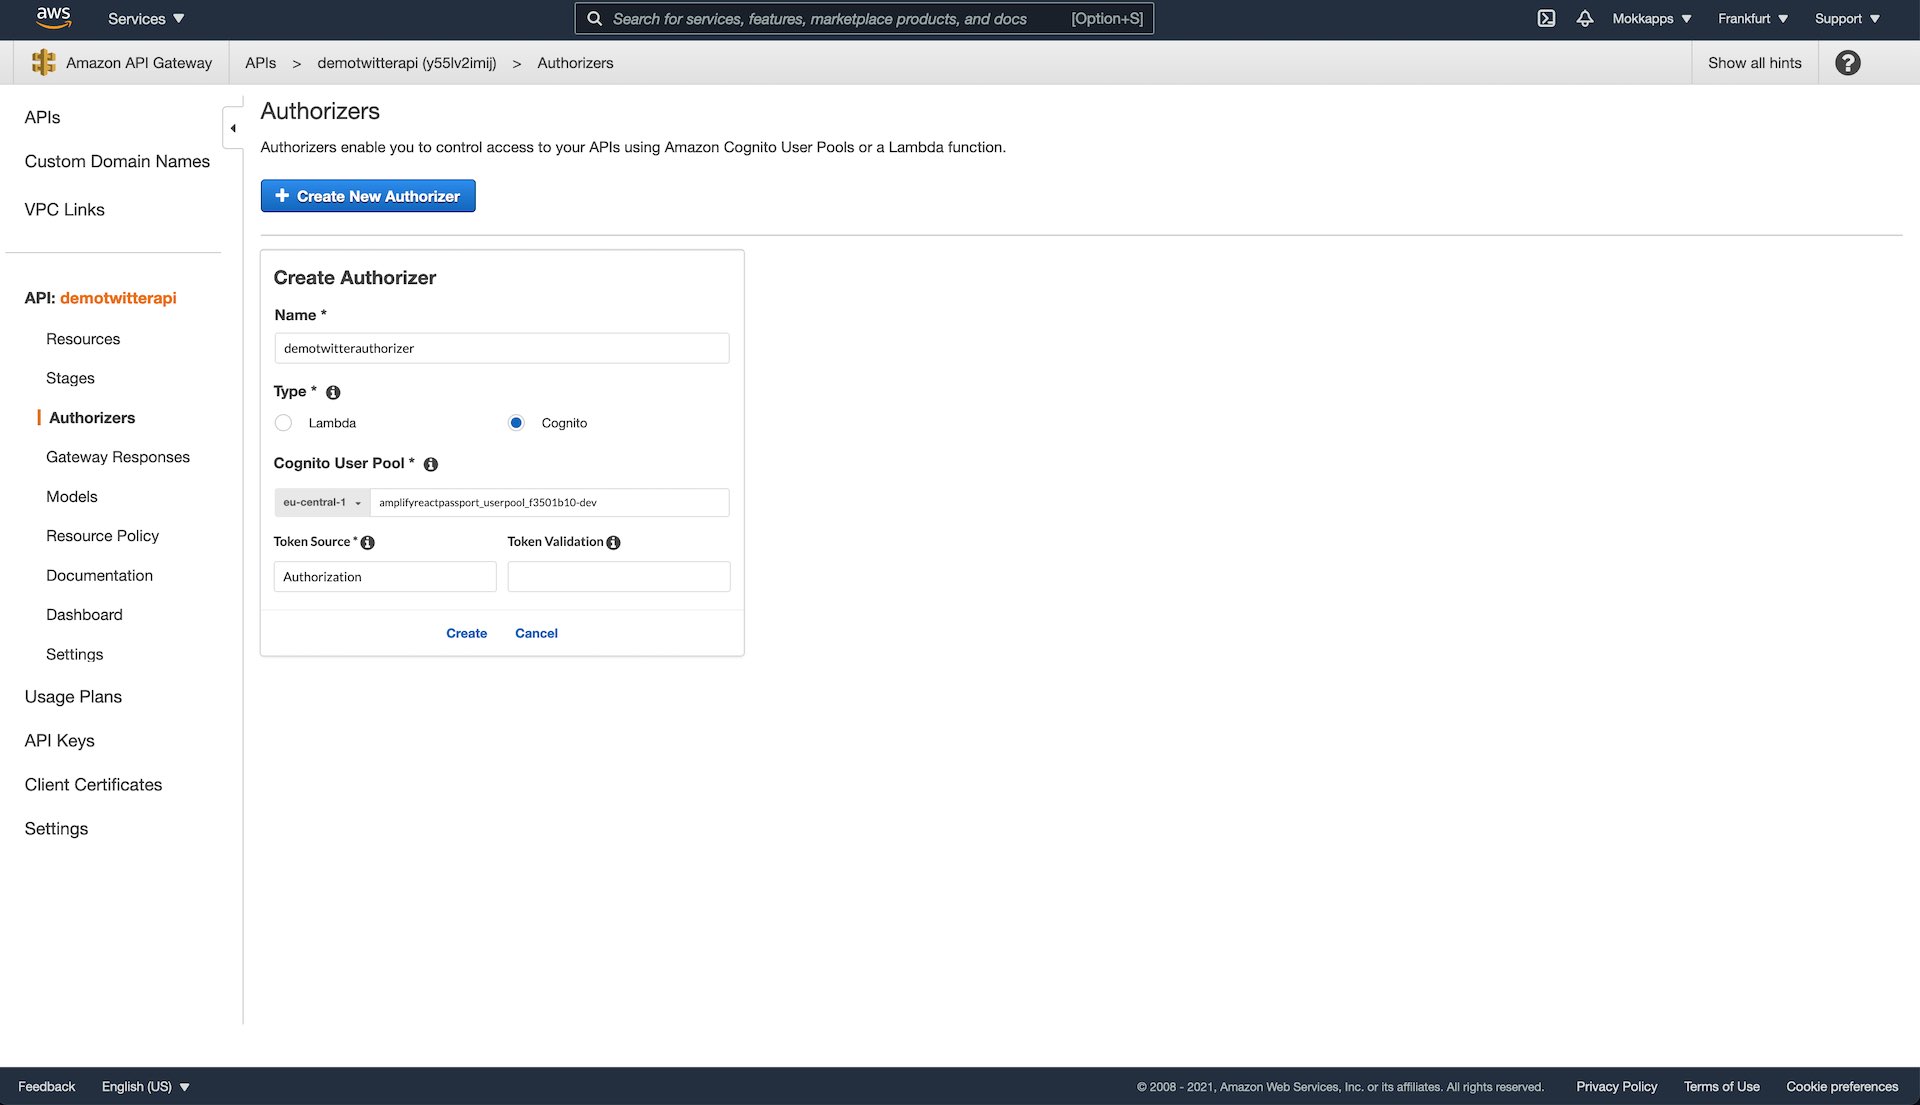 aws Services Search for services, features, marketplace products, and docs [Option+S] Mokkapps Frankfurt Support
Amazon API Gateway APIs > demotwitterapi (y55lv2imij) > Authorizers Show all hints ?
APIs
Custom Domain Names
VPC Links
API: demotwitterapi
Resources
Stages
Authorizers
Gateway Responses
Models
Resource Policy
Documentation
Dashboard
Settings
Usage Plans
API Keys
Client Certificates
Settings
Authorizers
Authorizers enable you to control access to your APIs using Amazon Cognito User Pools or a Lambda function.
+ Create New Authorizer
Create Authorizer
Name *
demotwitterauthorizer
Type *
Lambda Cognito
Cognito User Pool *
eu-central-1 amplifyreactpassport_userpool_f3501b10-dev
Token Source * Token Validation
Authorization
Create Cancel
Feedback English (US) © 2008 - 2021, Amazon Web Services, Inc. or its affiliates. All rights reserved. Privacy Policy Terms of Use Cookie preferences